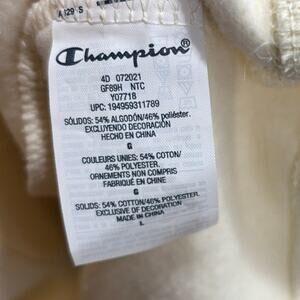 A929 S
Champion
4D 072021
GF89H NTC
Y07718
UPC: 194959311789
SÓLIDOS: 54% ALGODÓN/46% poliéster.
EXCLUYENDO DECORACIÓN
HECHO EN CHINA
G
COULEURS UNIES: 54% COTON/
46% POLYESTER.
ORNEMENTS NON COMPRIS
FABRIQUÉ EN CHINE
G
SOLIDS: 54% COTTON/46% POLYESTER,
EXCLUSIVE OF DECORATION
MADE IN CHINA
L